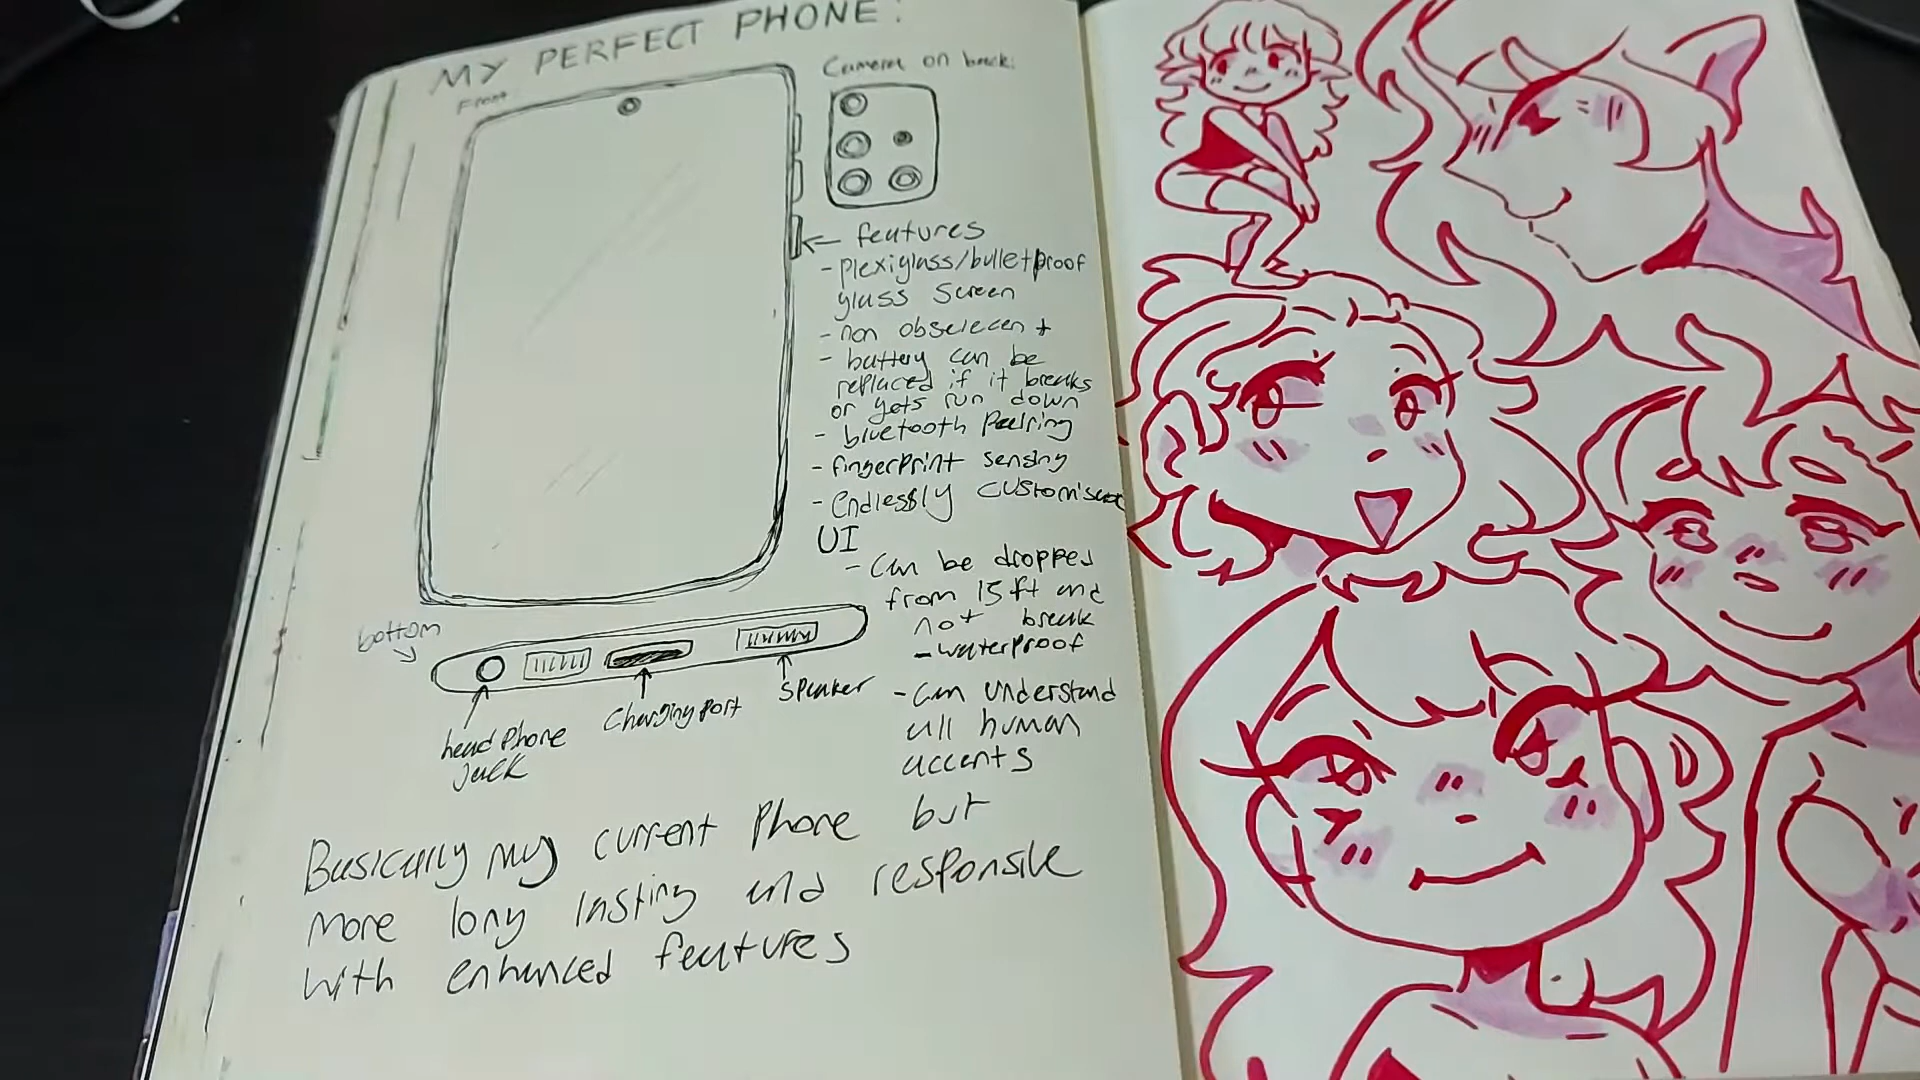 MY PERFECT PHONE!
Front
Camera on back:
features
- plexiglass/bulletproof
glass screen
- non obselecent
- battery can be
replaced if it breaks
or gets run down
- bluetooth pairing
- fingerprint sensing
- Endlessly
UI
- can be dropped
from 15ft and
not break
- waterproof
- can understand
all human
accents
bottom
headphone
jack
Charging port
speaker
Basically my current phone but
more long lasting and responsive
with enhanced features